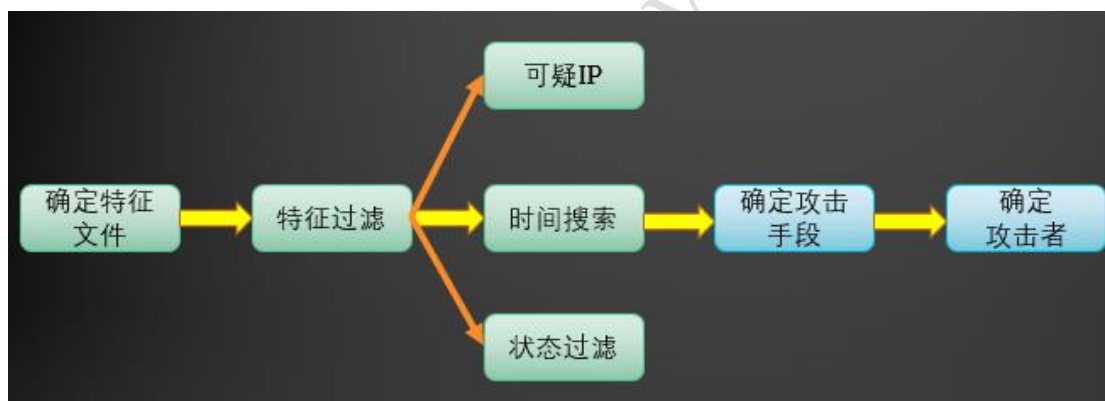 可疑IP
确定特征
文件
特征过滤
时间搜索
确定攻击
手段
确定
攻击者
状态过滤